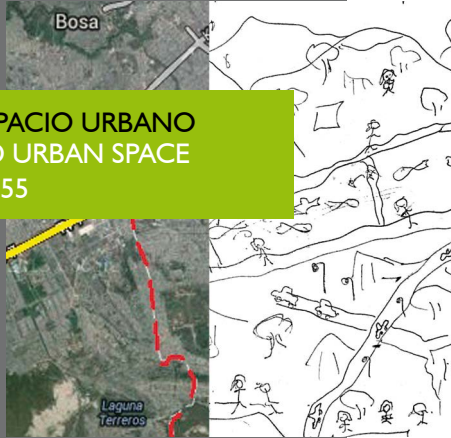 Bosa
PACIO URBANO
URBAN SPACE
55
Laguna
Terreros